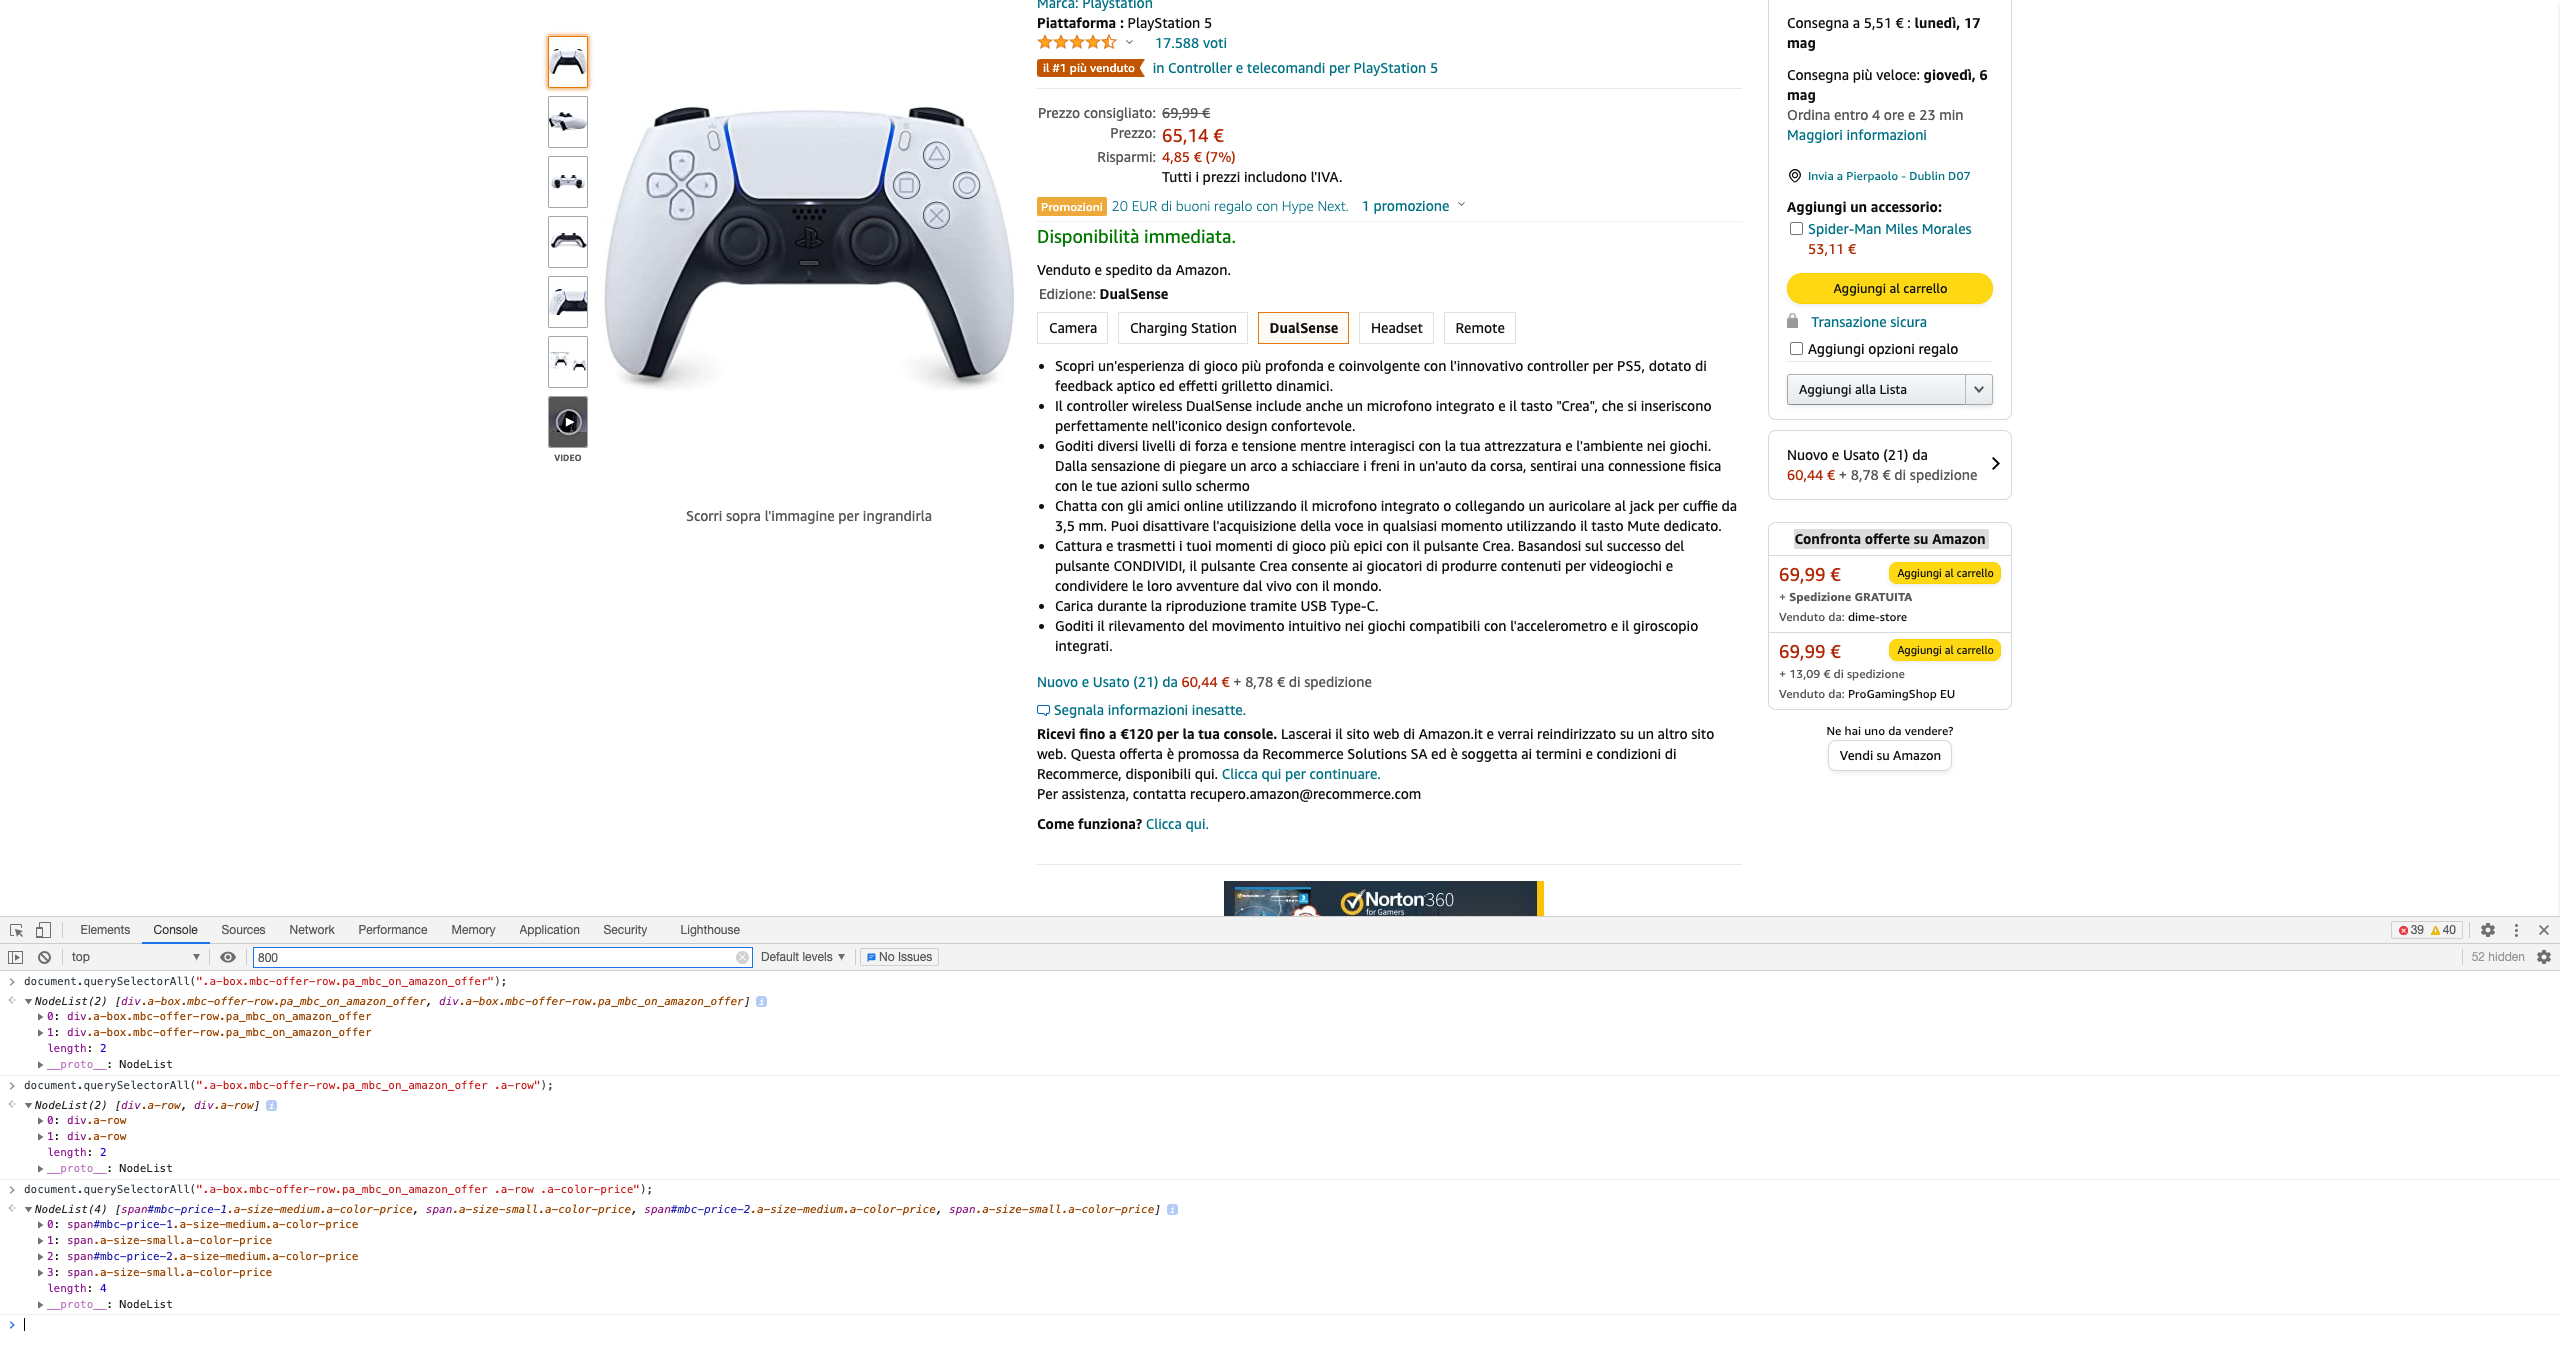 Marca: Playstation
Piattaforma : PlayStation 5
17.588 voti
il #1 più venduto in Controller e telecomandi per PlayStation 5
Prezzo consigliato: 69,99 €
Prezzo: 65,14 €
Risparmi: 4,85 € (7%)
Tutti i prezzi includono l'IVA.
Promozioni 20 EUR di buoni regalo con Hype Next. 1 promozione
Disponibilità immediata.
Venduto e spedito da Amazon.
Edizione: DualSense
Camera Charging Station DualSense Headset Remote
Scopri un'esperienza di gioco più profonda e coinvolgente con l'innovativo controller per PS5, dotato di
feedback aptico ed effetti grilletto dinamici.
Il controller wireless DualSense include anche un microfono integrato e il tasto "Crea", che si inseriscono
perfettamente nell'iconico design confortevole.
Goditi diversi livelli di forza e tensione mentre interagisci con la tua attrezzatura e l'ambiente nei giochi.
Dalla sensazione di piegare un arco a schiacciare i freni in un'auto da corsa, sentirai una connessione fisica
con le tue azioni sullo schermo
Chatta con gli amici online utilizzando il microfono integrato o collegando un auricolare al jack per cuffie da
3,5 mm. Puoi disattivare l'acquisizione della voce in qualsiasi momento utilizzando il tasto Mute dedicato.
Cattura e trasmetti i tuoi momenti di gioco più epici con il pulsante Crea. Basandosi sul successo del
pulsante CONDIVIDI, il pulsante Crea consente ai giocatori di produrre contenuti per videogiochi e
condividere le loro avventure dal vivo con il mondo.
Carica durante la riproduzione tramite USB Type-C.
Goditi il rilevamento del movimento intuitivo nei giochi compatibili con l'accelerometro e il giroscopio
integrati.
Nuovo e Usato (21) da 60,44 € + 8,78 € di spedizione
Segnala informazioni inesatte.
Ricevi fino a €120 per la tua console. Lascerai il sito web di Amazon.it e verrai reindirizzato su un altro sito
web. Questa offerta è promossa da Recommerce Solutions SA ed è soggetta ai termini e condizioni di
Recommerce, disponibili qui. Clicca qui per continuare.
Per assistenza, contatta recupero.amazon@recommerce.com
Come funziona? Clicca qui.
Norton360
for Gamers
VIDEO
Scorri sopra l'immagine per ingrandirla
Consegna a 5,51 € : lunedì, 17
mag
Consegna più veloce: giovedì, 6
mag
Ordina entro 4 ore e 23 min
Maggiori informazioni
Invia a Pierpaolo - Dublin D07
Aggiungi un accessorio:
Spider-Man Miles Morales
53,11 €
Aggiungi al carrello
Transazione sicura
Aggiungi opzioni regalo
Aggiungi alla Lista
Nuovo e Usato (21) da
60,44 € + 8,78 € di spedizione
Confronta offerte su Amazon
69,99 € Aggiungi al carrello
+ Spedizione GRATUITA
Venduto da: dime-store
69,99 € Aggiungi al carrello
+ 13,09 € di spedizione
Venduto da: ProGamingShop EU
Ne hai uno da vendere?
Vendi su Amazon
Elements Console Sources Network Performance Memory Application Security Lighthouse 39 40
top 800 Default levels No Issues 52 hidden
document.querySelectorAll(".a-box.mbc-offer-row.pa_mbc_on_amazon_offer");
NodeList(2) [div.a-box.mbc-offer-row.pa_mbc_on_amazon_offer, div.a-box.mbc-offer-row.pa_mbc_on_amazon_offer]
0: div.a-box.mbc-offer-row.pa_mbc_on_amazon_offer
1: div.a-box.mbc-offer-row.pa_mbc_on_amazon_offer
length: 2
__proto__: NodeList
document.querySelectorAll(".a-box.mbc-offer-row.pa_mbc_on_amazon_offer .a-row");
NodeList(2) [div.a-row, div.a-row]
0: div.a-row
1: div.a-row
length: 2
__proto__: NodeList
document.querySelectorAll(".a-box.mbc-offer-row.pa_mbc_on_amazon_offer .a-row .a-color-price");
NodeList(4) [span#mbc-price-1.a-size-medium.a-color-price, span.a-size-small.a-color-price, span#mbc-price-2.a-size-medium.a-color-price, span.a-size-small.a-color-price]
0: span#mbc-price-1.a-size-medium.a-color-price
1: span.a-size-small.a-color-price
2: span#mbc-price-2.a-size-medium.a-color-price
3: span.a-size-small.a-color-price
length: 4
__proto__: NodeList